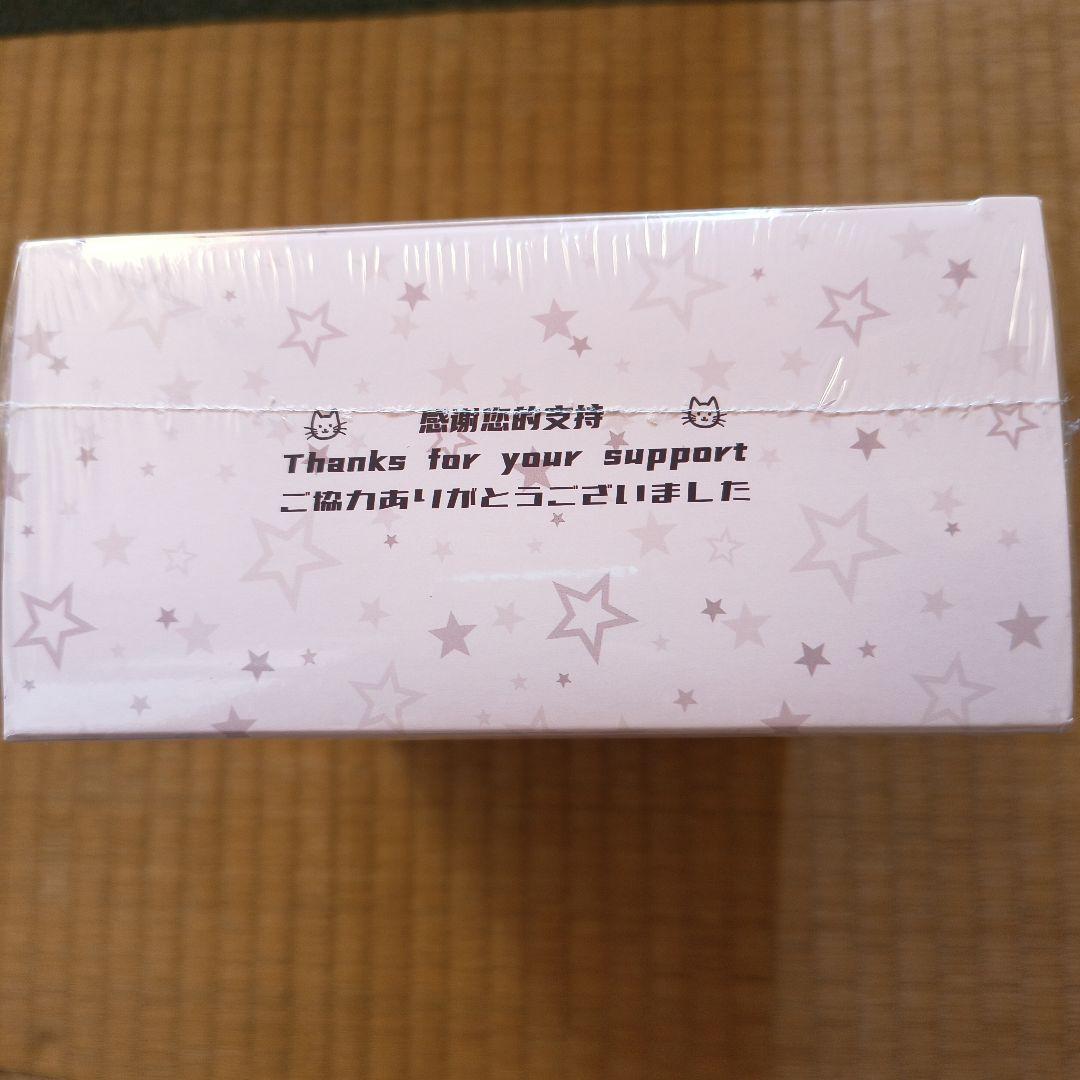 感谢您的支持
Thanks for your support
ご協力ありがとうございました